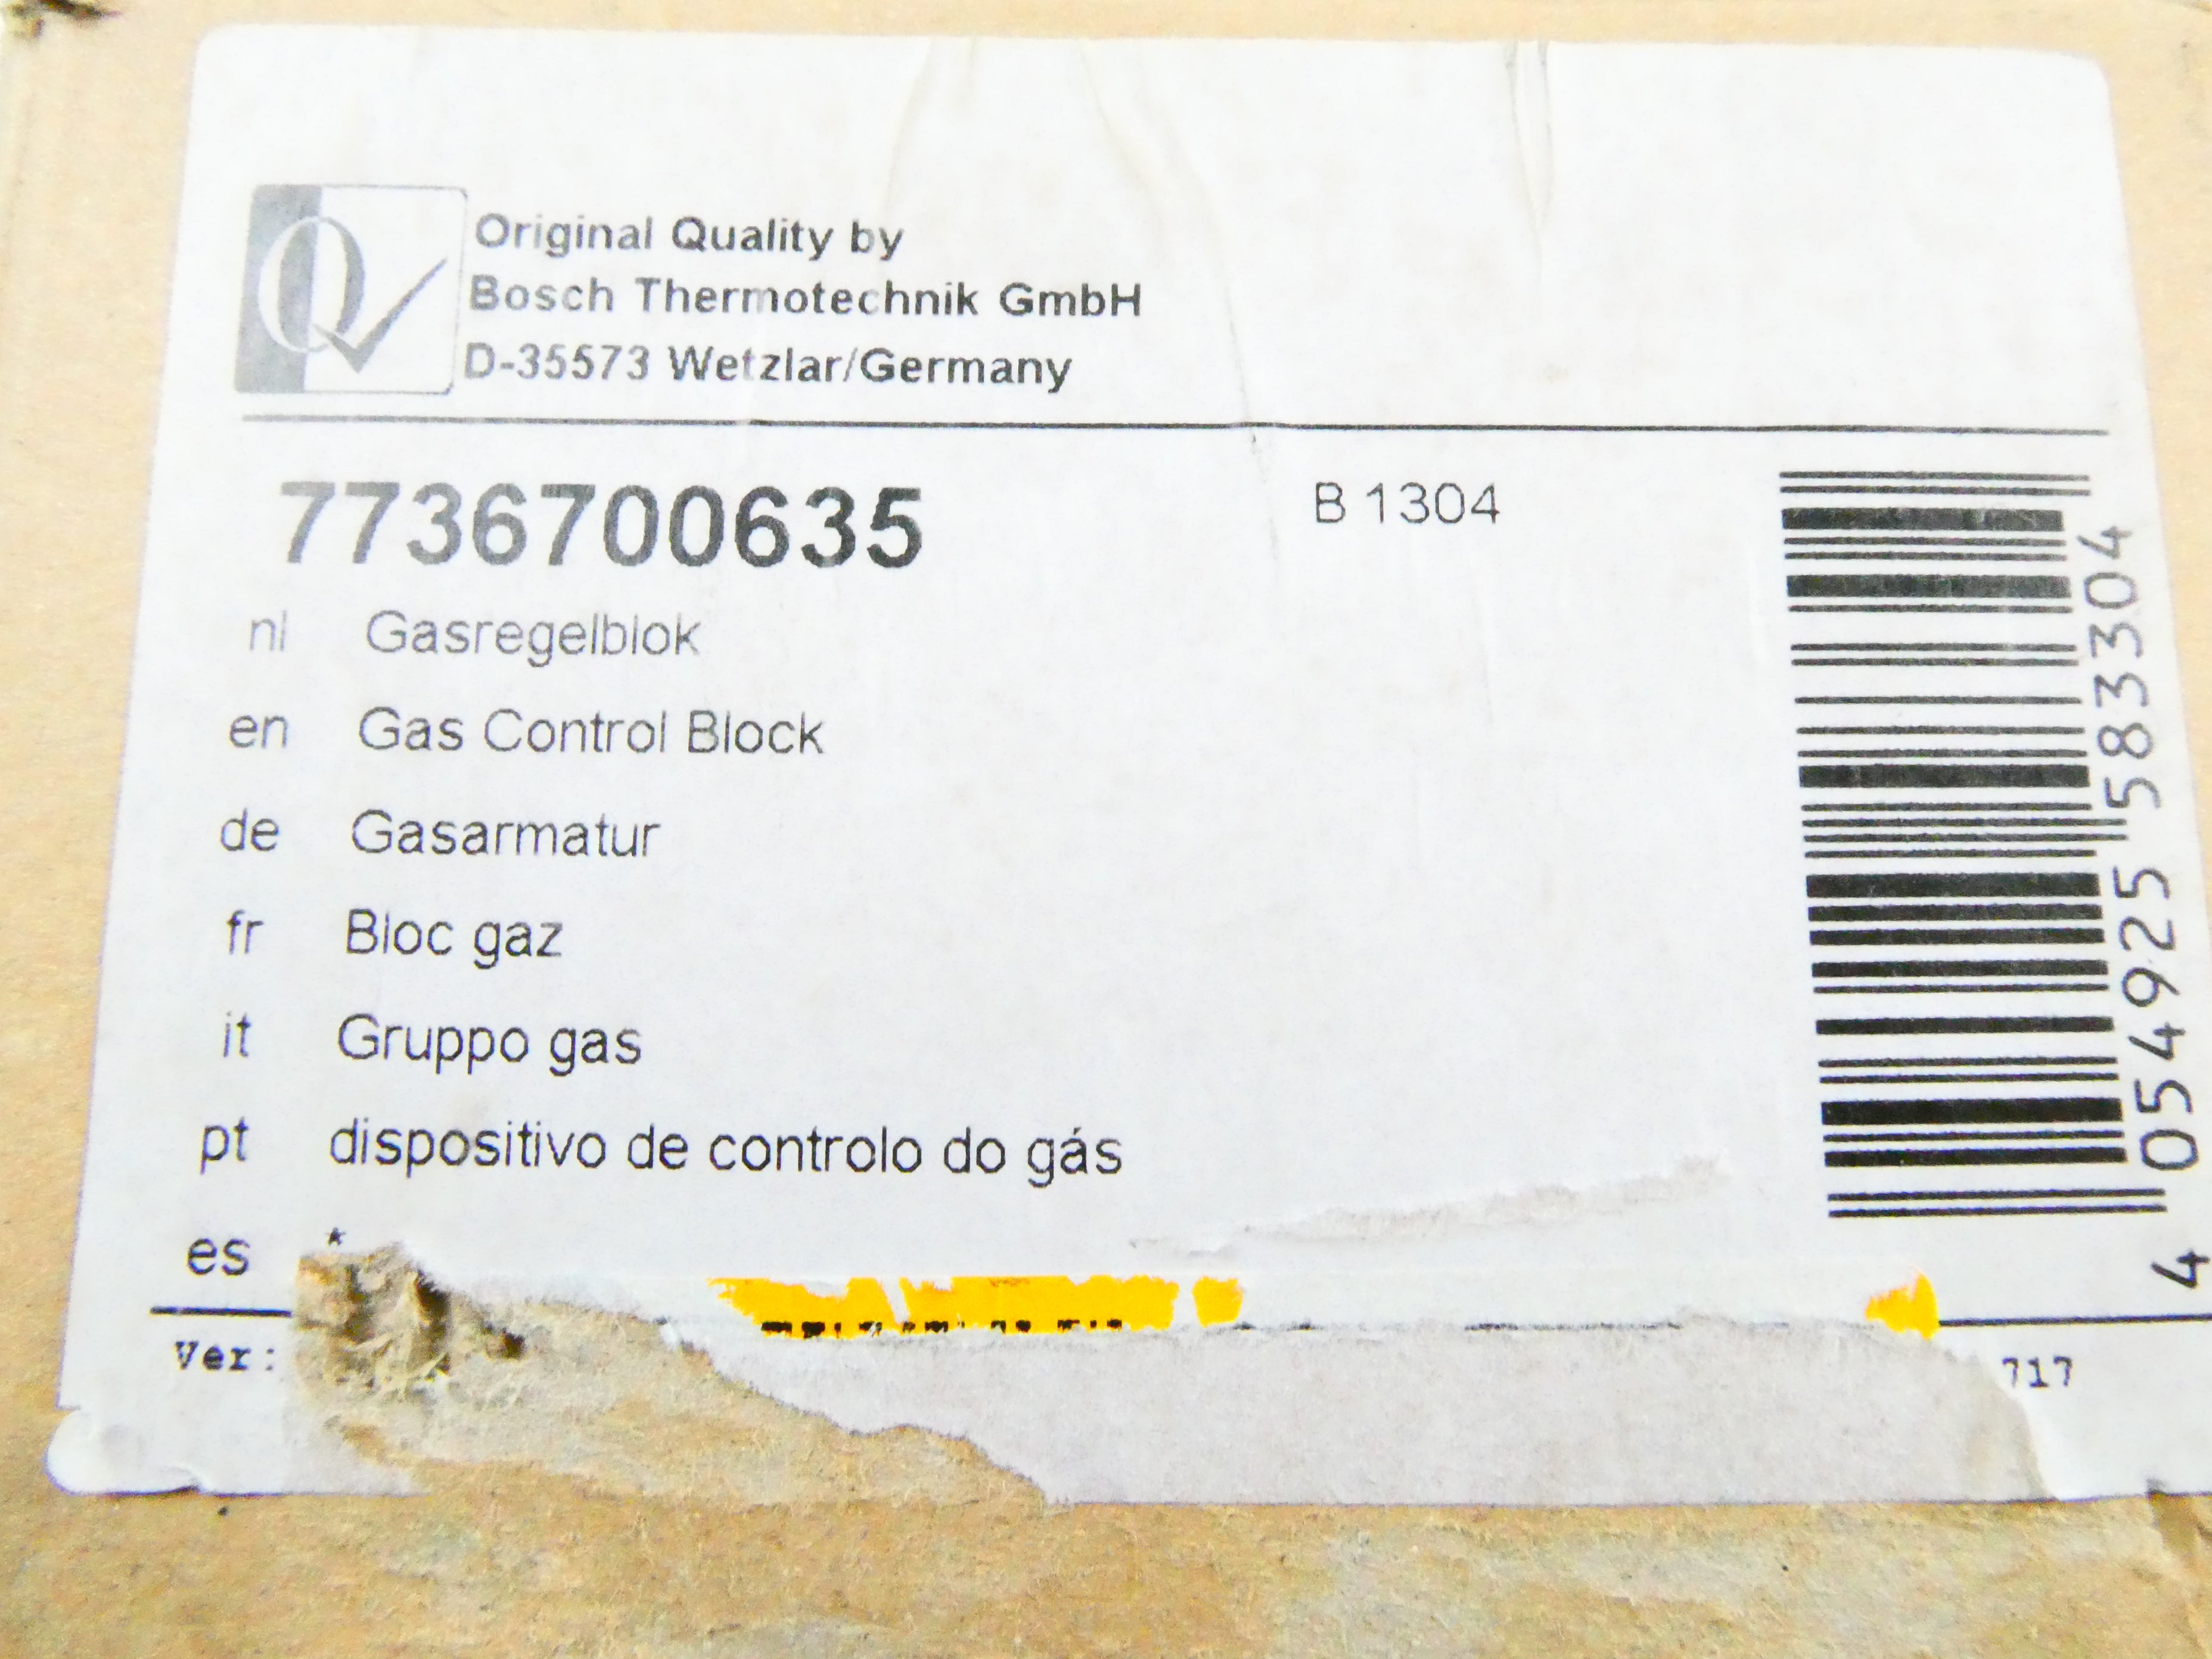 Original Quality by
Bosch Thermotechnik GmbH
D-35573 Wetzlar/Germany
7736700635
B 1304
nl Gasregelblok
en Gas Control Block
de Gasarmatur
fr Bloc gaz
it Gruppo gas
pt dispositivo de controlo do gás
es *
Ver:
717
4 054925 583304